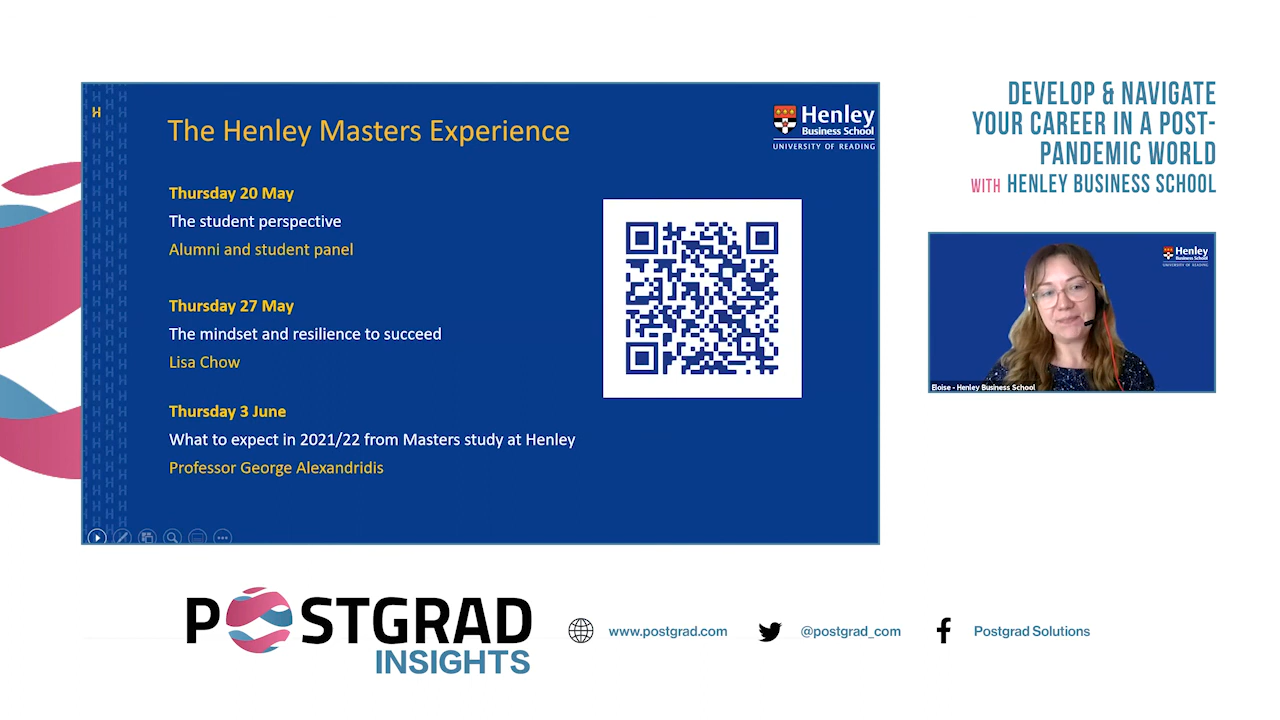 The Henley Masters Experience
Henley
Business School
UNIVERSITY OF READING
Thursday 20 May
The student perspective
Alumni and student panel
Thursday 27 May
The mindset and resilience to succeed
Lisa Chow
Thursday 3 June
What to expect in 2021/22 from Masters study at Henley
Professor George Alexandridis
DEVELOP & NAVIGATE
YOUR CAREER IN A POST-
PANDEMIC WORLD
WITH HENLEY BUSINESS SCHOOL
Henley
Business School
UNIVERSITY OF READING
Eloise - Henley Business School
POSTGRAD
INSIGHTS
www.postgrad.com
@postgrad_com
Postgrad Solutions